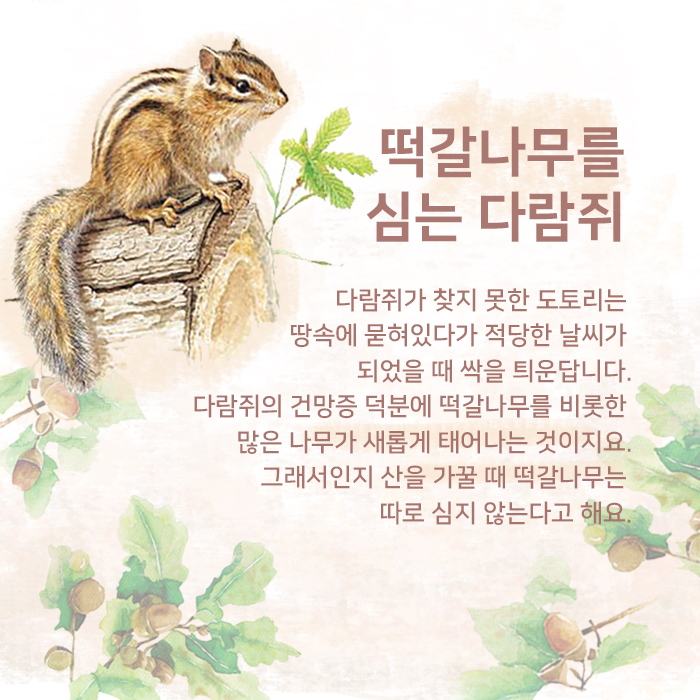 떡갈나무를
심는 다람쥐
다람쥐가 찾지 못한 도토리는
땅속에 묻혀있다가 적당한 날씨가
되었을 때 싹을 틔운답니다.
다람쥐의 건망증 덕분에 떡갈나무를 비롯한
많은 나무가 새롭게 태어나는 것이지요.
그래서인지 산을 가꿀 때 떡갈나무는
따로 심지 않는다고 해요.